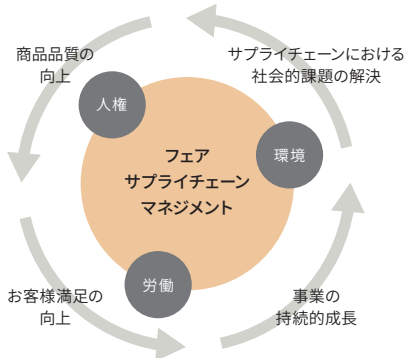 商品品質の
向上
サプライチェーンにおける
社会的課題の解決
人権
環境
フェア
サプライチェーン
マネジメント
労働
お客様満足の
向上
事業の
持続的成長